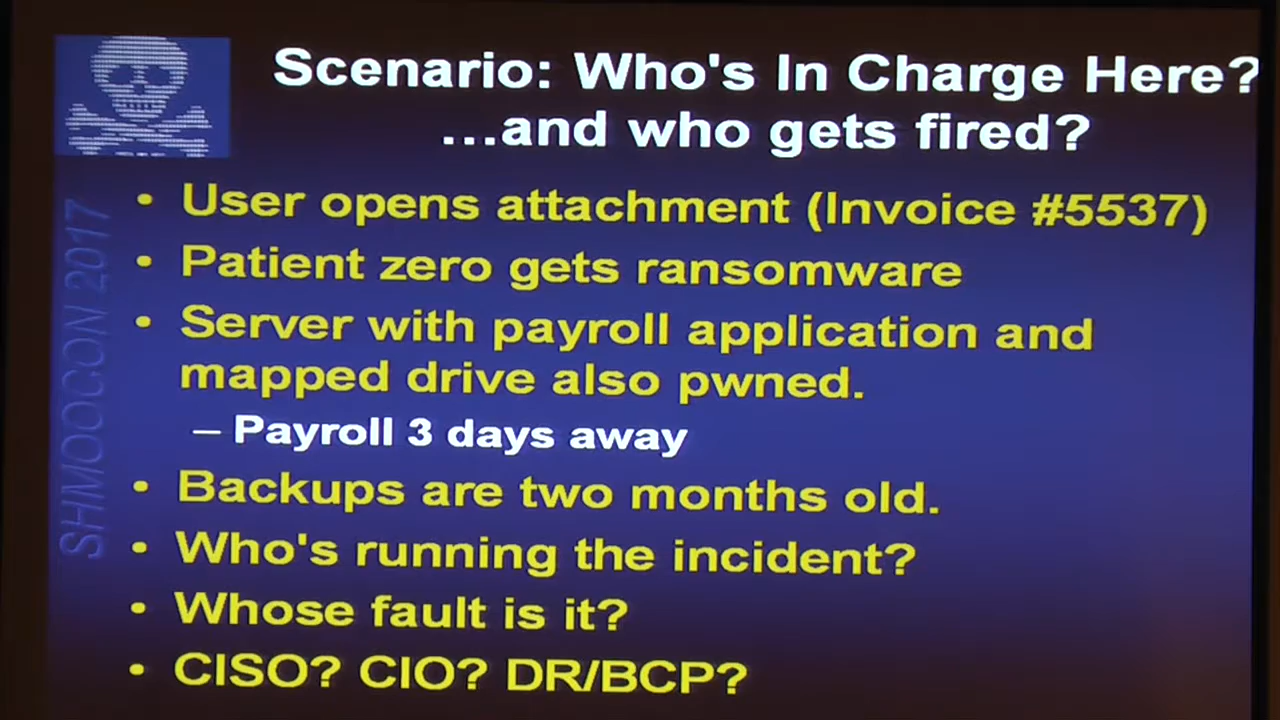 Scenario: Who's In Charge Here?
...and who gets fired?
• User opens attachment (Invoice #5537)
• Patient zero gets ransomware
• Server with payroll application and
mapped drive also pwned.
– Payroll 3 days away
• Backups are two months old.
• Who's running the incident?
• Whose fault is it?
• CISO? CIO? DR/BCP?
SHMOOCON 2017